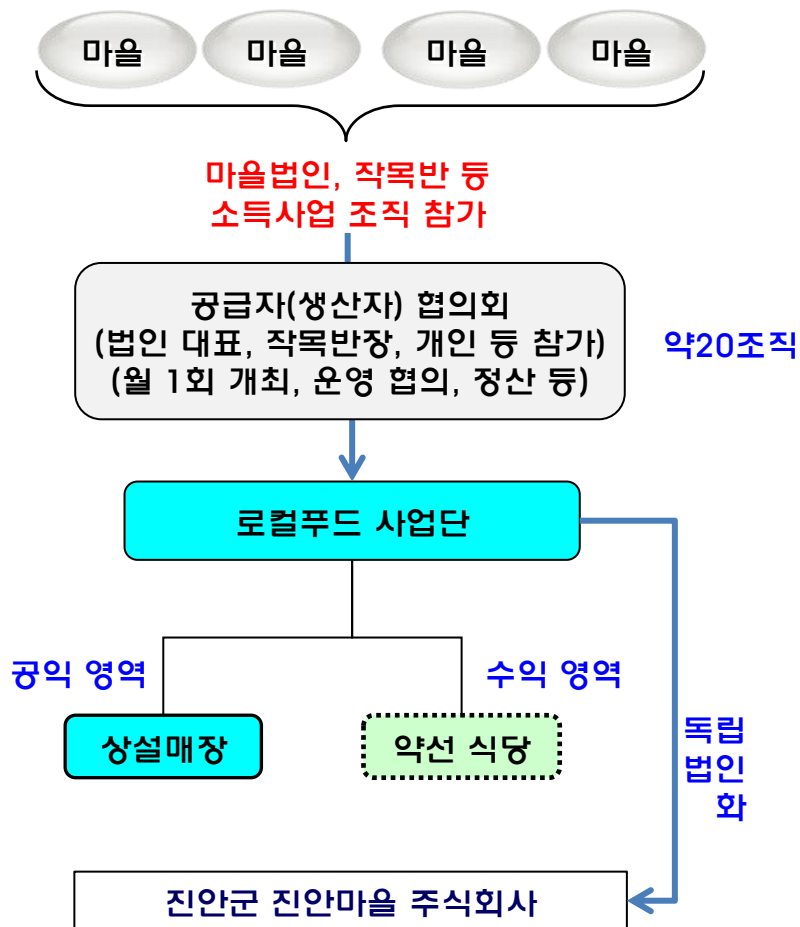 마을 마을 마을 마을
마을법인, 작목반 등
소득사업 조직 참가
공급자(생산자) 협의회
(법인 대표, 작목반장, 개인 등 참가)
(월 1회 개최, 운영 협의, 정산 등)
약20조직
로컬푸드 사업단
공익 영역
수익 영역
상설매장
약선 식당
독립
법인
화
진안군 진안마을 주식회사